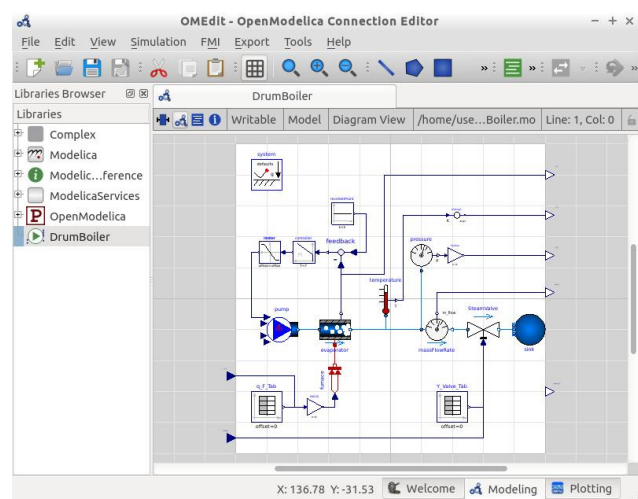 OMEdit - OpenModelica Connection Editor
File Edit View Simulation FMI Export Tools Help
Libraries Browser
DrumBoiler
Libraries
Writable Model Diagram View /home/use...Boiler.mo Line: 1, Col: 0
Complex
Modelica
Modelic...ference
ModelicaServices
OpenModelica
DrumBoiler
system
defaults
g
feedback
pressure
temperature
pump
m_flow
SteamValve
evaporator
massFlowRate
sink
furnace
q_F_Tab
Y_Valve_Tab
offset=0
offset=0
X: 136.78 Y: -31.53 Welcome Modeling Plotting